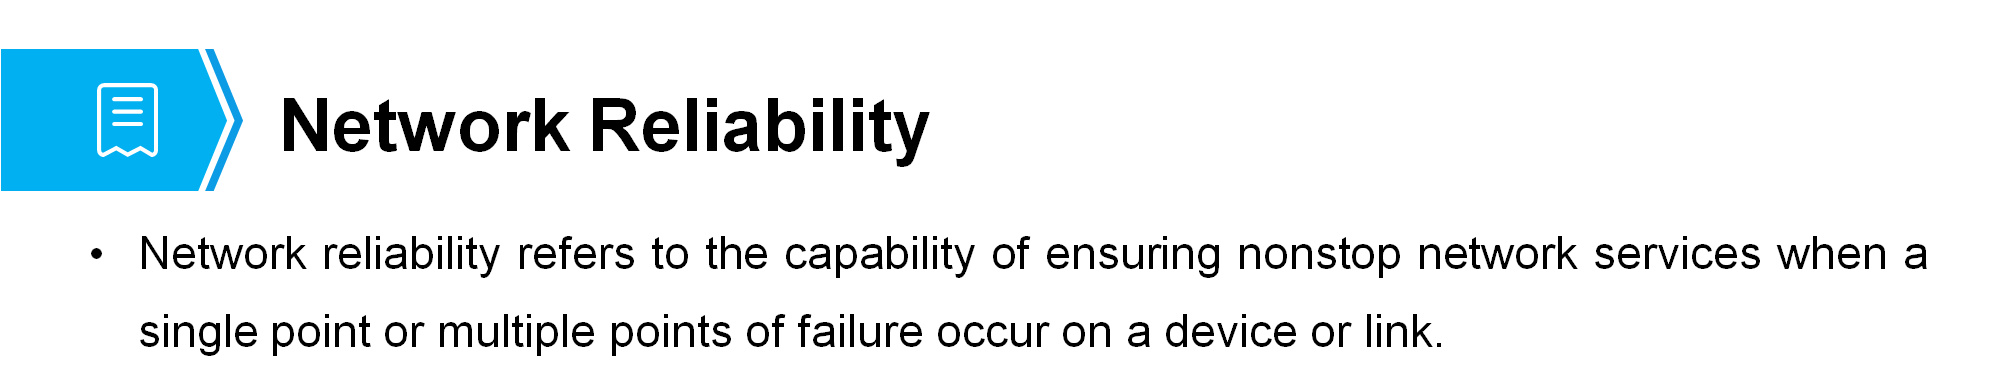 Network Reliability
• Network reliability refers to the capability of ensuring nonstop network services when a
single point or multiple points of failure occur on a device or link.